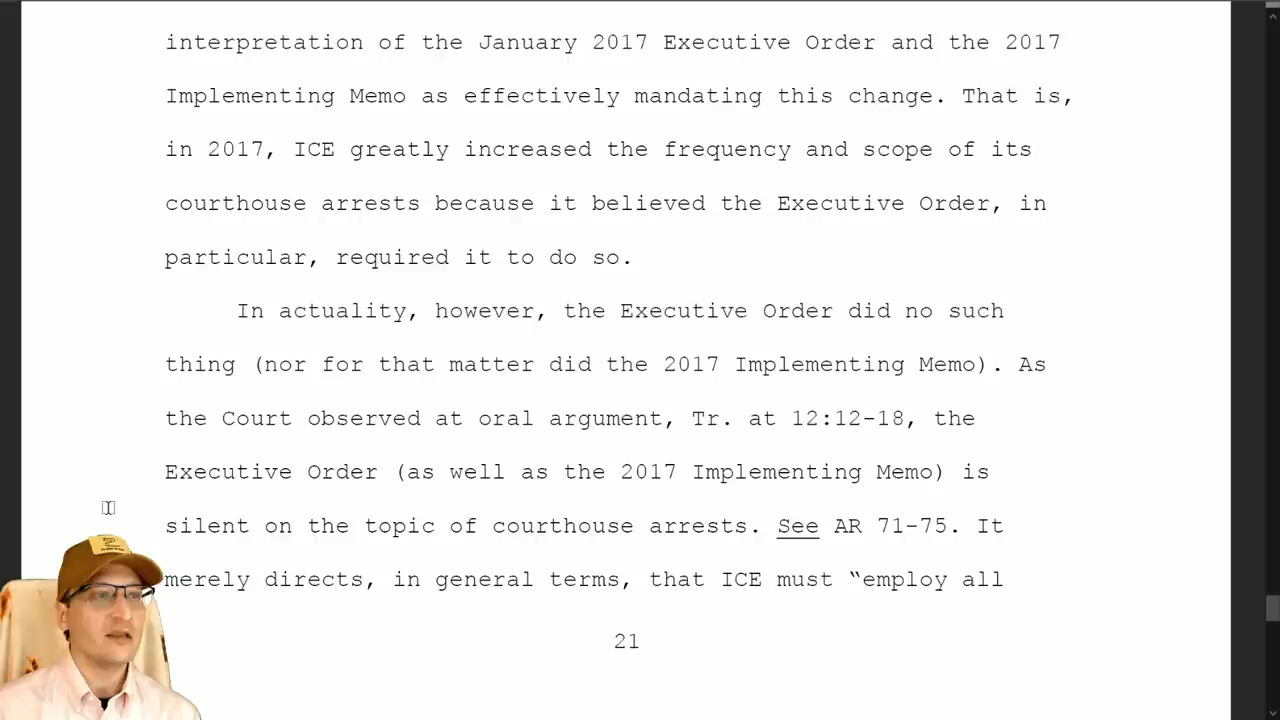 interpretation of the January 2017 Executive Order and the 2017
Implementing Memo as effectively mandating this change. That is,
in 2017, ICE greatly increased the frequency and scope of its
courthouse arrests because it believed the Executive Order, in
particular, required it to do so.
In actuality, however, the Executive Order did no such
thing (nor for that matter did the 2017 Implementing Memo). As
the Court observed at oral argument, Tr. at 12:12-18, the
Executive Order (as well as the 2017 Implementing Memo) is
silent on the topic of courthouse arrests. See AR 71-75. It
merely directs, in general terms, that ICE must “employ all
21